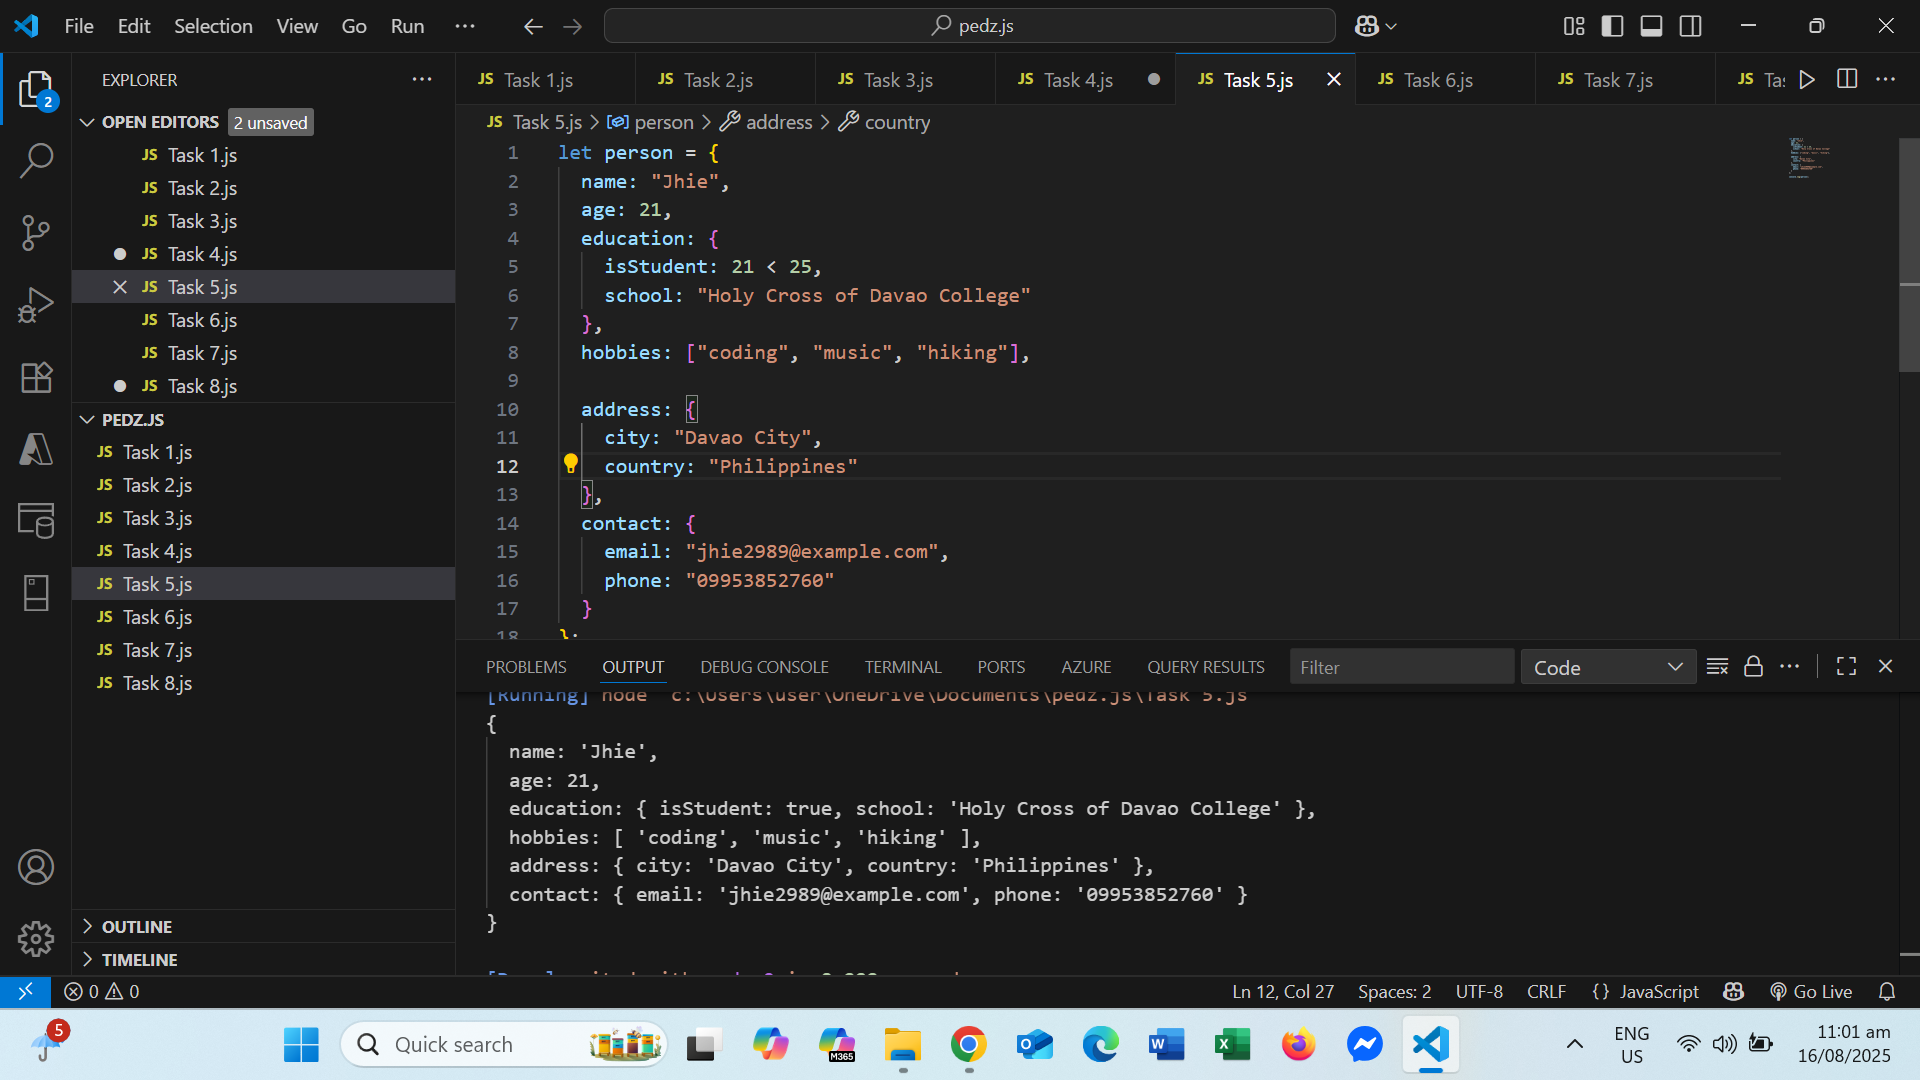 File Edit Selection View Go Run
pedz.js
EXPLORER
OPEN EDITORS 2 unsaved
JS Task 1.js
JS Task 2.js
JS Task 3.js
JS Task 4.js
JS Task 5.js
JS Task 6.js
JS Task 7.js
JS Task 8.js
PEDZ.JS
JS Task 1.js
JS Task 2.js
JS Task 3.js
JS Task 4.js
JS Task 5.js
JS Task 6.js
JS Task 7.js
JS Task 8.js
OUTLINE
TIMELINE
2
JS Task 1.js JS Task 2.js JS Task 3.js JS Task 4.js JS Task 5.js JS Task 6.js JS Task 7.js JS Tas
JS Task 5.js > person > address > country
1 let person = {
2 name: "Jhie",
3 age: 21,
4 education: {
5 isStudent: 21 < 25,
6 school: "Holy Cross of Davao College"
7 },
8 hobbies: ["coding", "music", "hiking"],
9
10 address: {
11 city: "Davao City",
12 country: "Philippines"
13 },
14 contact: {
15 email: "jhie2989@example.com",
16 phone: "09953852760"
17 }
18 };
PROBLEMS OUTPUT DEBUG CONSOLE TERMINAL PORTS AZURE QUERY RESULTS Filter Code
[Running] node "c:\Users\user\OneDrive\Documents\pedz.js\Task 5.js"
{
name: 'Jhie',
age: 21,
education: { isStudent: true, school: 'Holy Cross of Davao College' },
hobbies: [ 'coding', 'music', 'hiking' ],
address: { city: 'Davao City', country: 'Philippines' },
contact: { email: 'jhie2989@example.com', phone: '09953852760' }
}
0 0 Ln 12, Col 27 Spaces: 2 UTF-8 CRLF {} JavaScript Go Live
5
Quick search
M365
ENG
US
11:01 am
16/08/2025